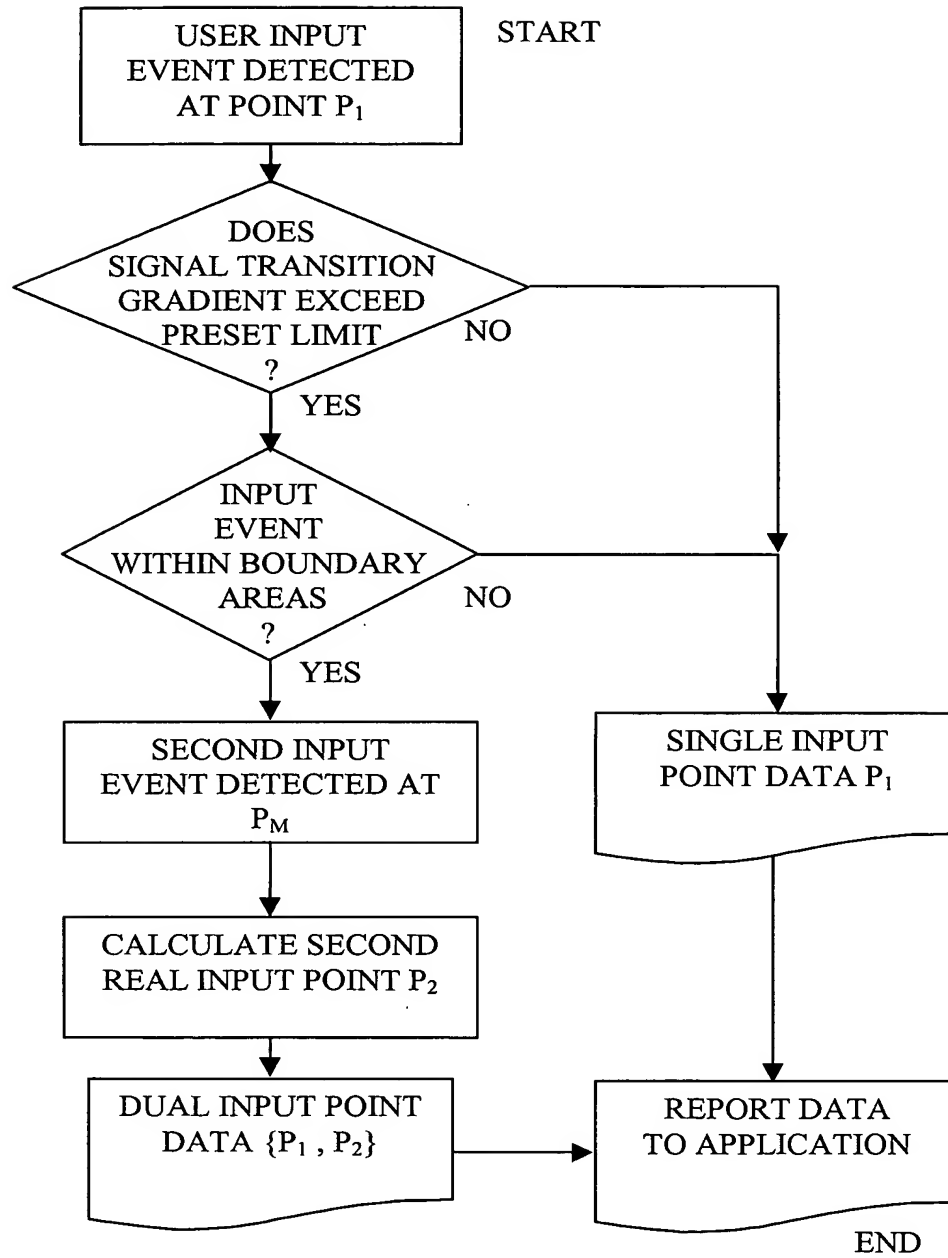 START
USER INPUT
EVENT DETECTED
AT POINT P₁
DOES
SIGNAL TRANSITION
GRADIENT EXCEED
PRESET LIMIT
?
NO
YES
INPUT
EVENT
WITHIN BOUNDARY
AREAS
?
NO
YES
SECOND INPUT
EVENT DETECTED AT
P_M
SINGLE INPUT
POINT DATA P₁
CALCULATE SECOND
REAL INPUT POINT P₂
DUAL INPUT POINT
DATA {P₁ , P₂}
REPORT DATA
TO APPLICATION
END